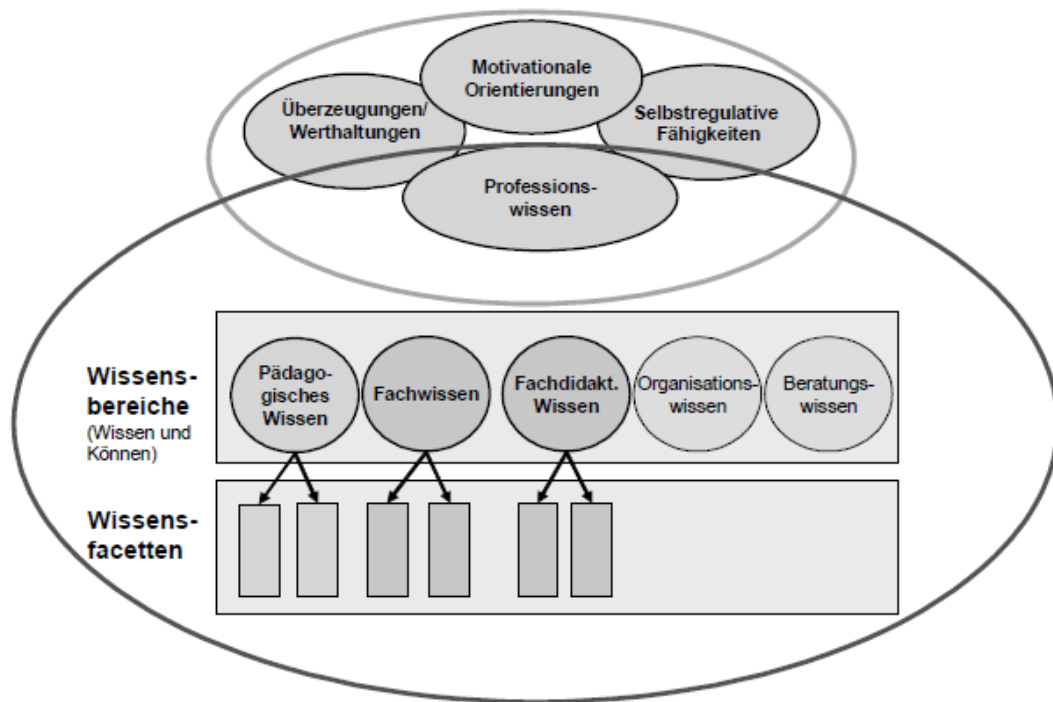 Motivationale
Orientierungen
Überzeugungen/
Werthaltungen
Selbstregulative
Fähigkeiten
Professions-
wissen
Wissens-
bereiche
(Wissen und
Können)
Pädago-
gisches
Wissen
Fachwissen
Fachdidakt.
Wissen
Organisations-
wissen
Beratungs-
wissen
Wissens-
facetten